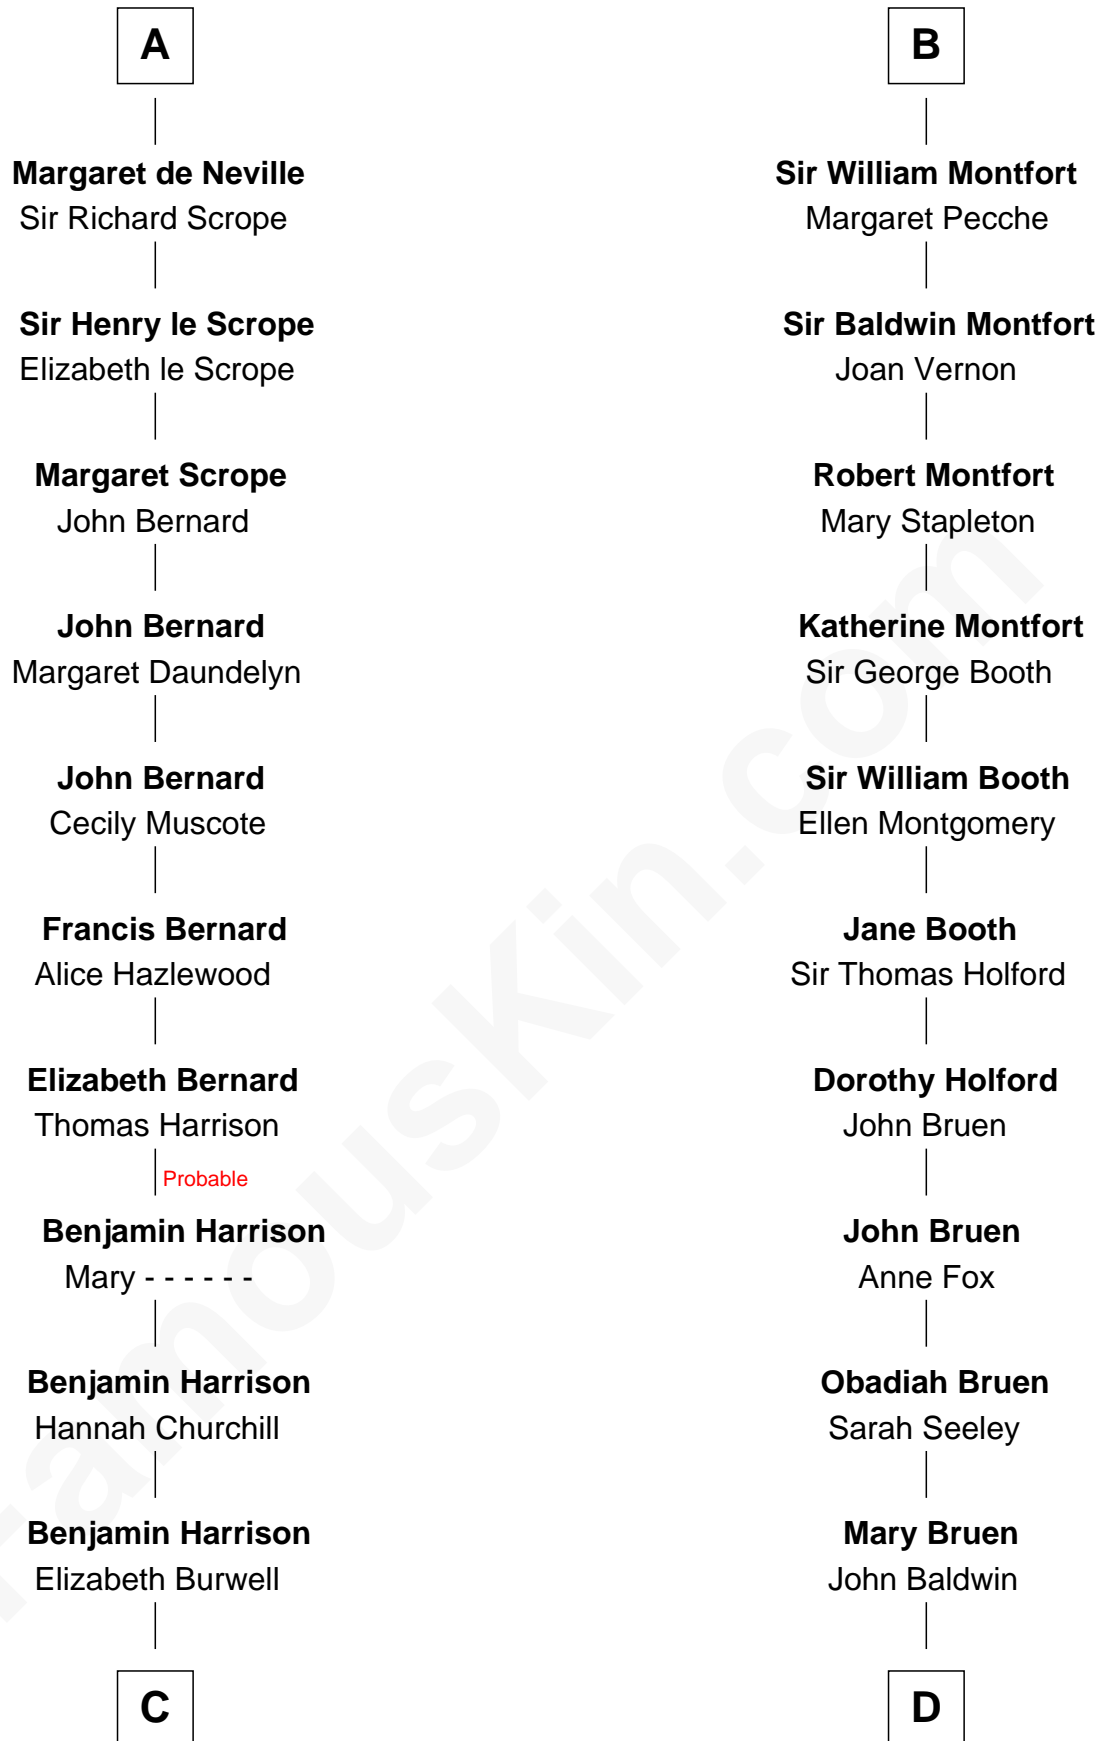 A
Margaret de Neville
Sir Richard Scrope
Sir Henry le Scrope
Elizabeth le Scrope
Margaret Scrope
John Bernard
John Bernard
Margaret Daundelyn
John Bernard
Cecily Muscote
Francis Bernard
Alice Hazlewood
Elizabeth Bernard
Thomas Harrison
Probable
Benjamin Harrison
Mary - - - - - -
Benjamin Harrison
Hannah Churchill
Benjamin Harrison
Elizabeth Burwell
C
B
Sir William Montfort
Margaret Pecche
Sir Baldwin Montfort
Joan Vernon
Robert Montfort
Mary Stapleton
Katherine Montfort
Sir George Booth
Sir William Booth
Ellen Montgomery
Jane Booth
Sir Thomas Holford
Dorothy Holford
John Bruen
John Bruen
Anne Fox
Obadiah Bruen
Sarah Seeley
Mary Bruen
John Baldwin
D
FamousKin.com